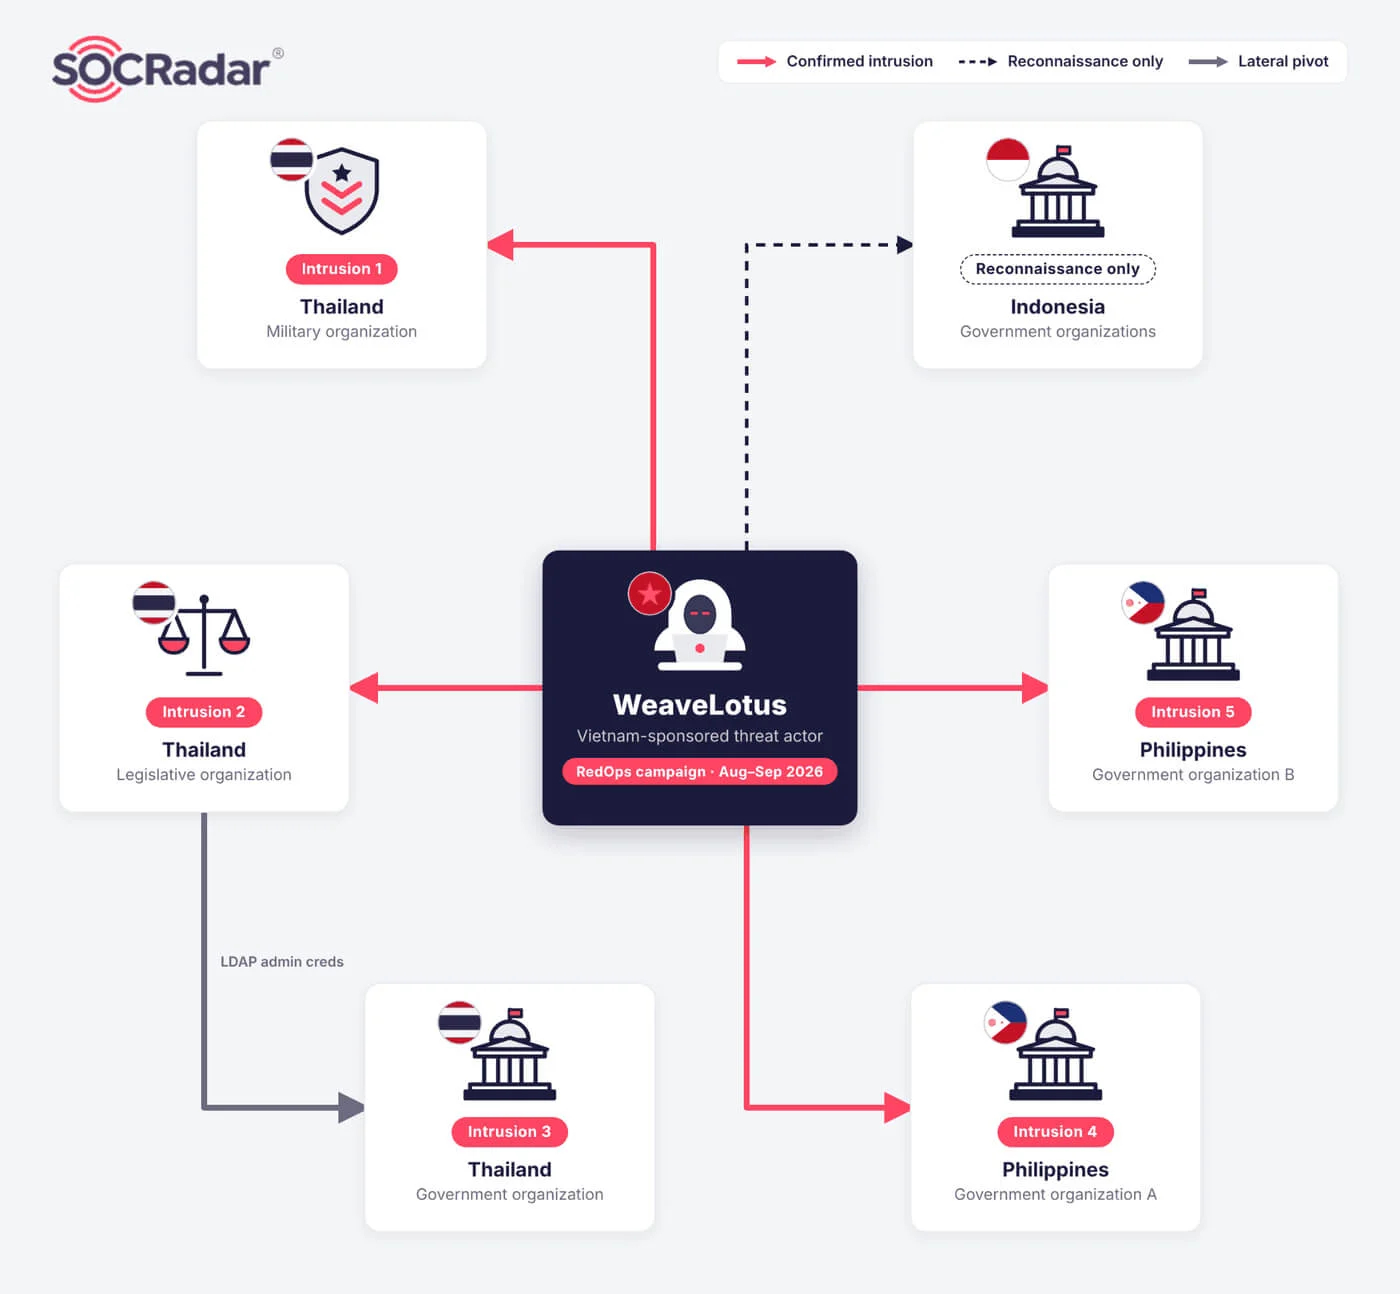 SOCRadar®
Confirmed intrusion
Reconnaissance only
Lateral pivot
Intrusion 1
Thailand
Military organization
Reconnaissance only
Indonesia
Government organizations
Intrusion 2
Thailand
Legislative organization
WeaveLotus
Vietnam-sponsored threat actor
RedOps campaign · Aug–Sep 2026
Intrusion 5
Philippines
Government organization B
LDAP admin creds
Intrusion 3
Thailand
Government organization
Intrusion 4
Philippines
Government organization A